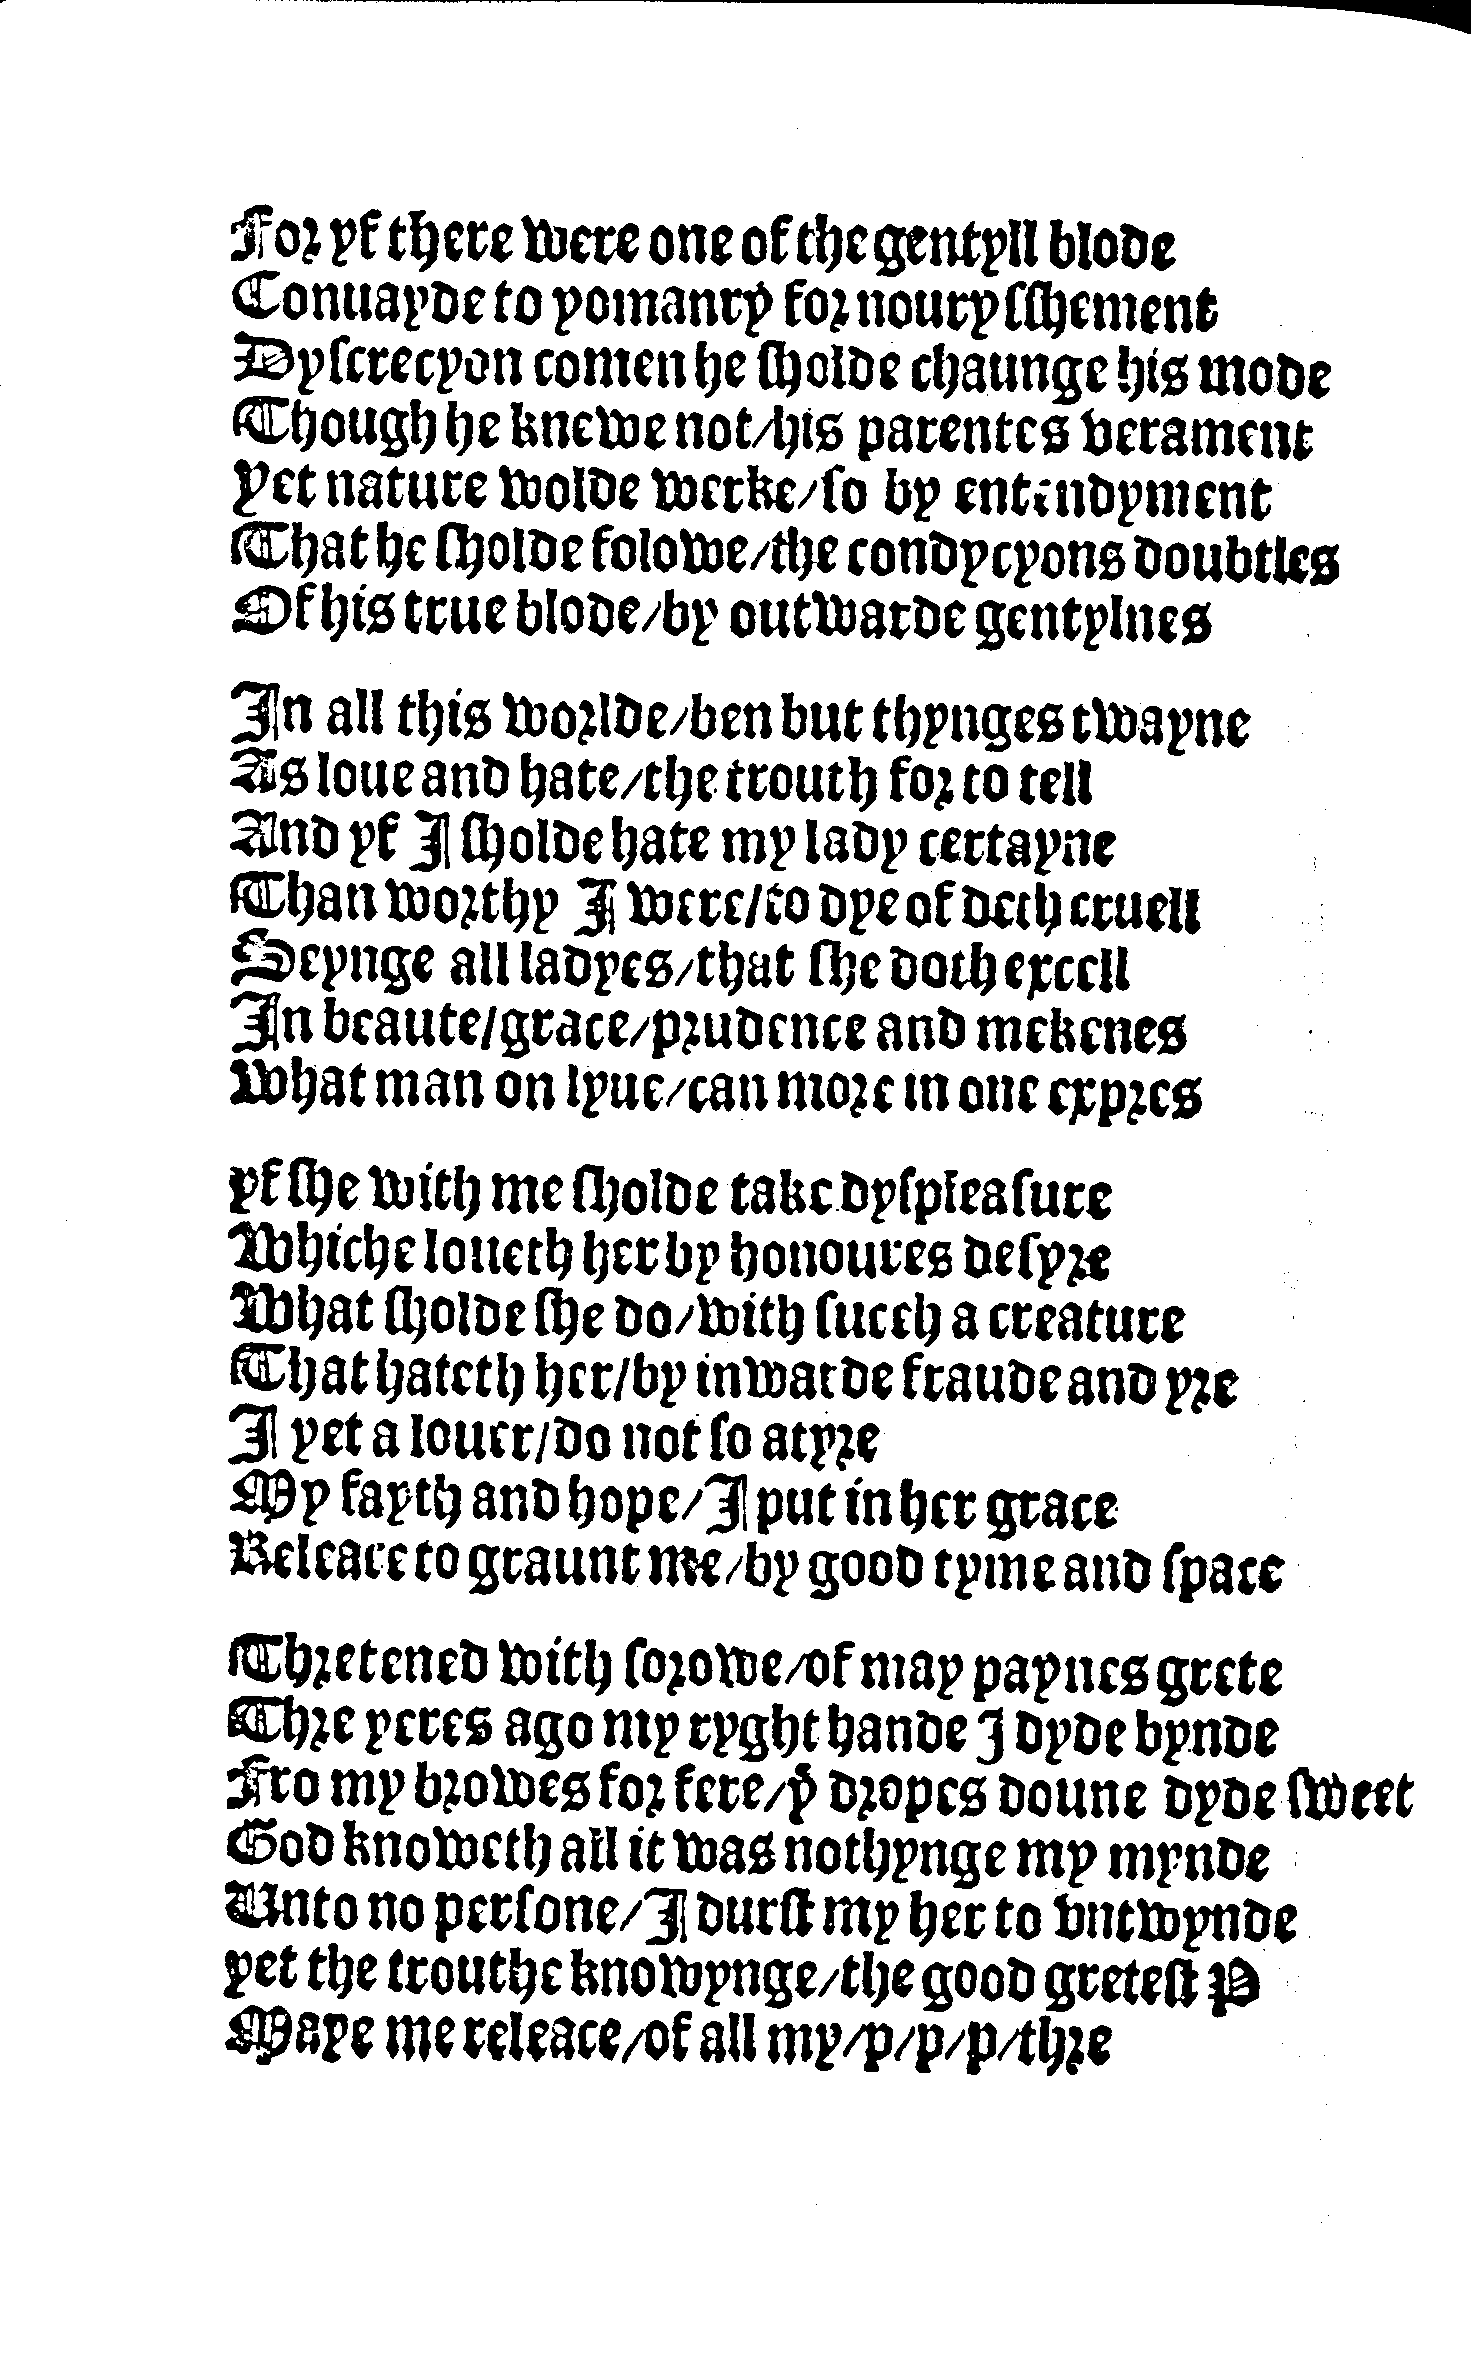 For yf there were one of the gentyll blode
Conuayde to yomanrẏ for nouryſſhement
Dyſcrecyon comen he ſholde chaunge his mode
Though he knewe not/his parentes verament
Yet nature wolde werke/ſo by entendyment
That he ſholde folowe/the condycyons doubtles
Of his true blode/by outwarde gentylnes

In all this worlde/ben but thynges twayne
As loue and hate/the trouth for to tell
And yf I ſholde hate my lady certayne
Than worthy I were/to dye of deth cruell
Seynge all ladyes/that ſhe doth excell
In beaute/grace/prudence and mekenes
What man on lyue/can more in one expres

yf ſhe with me ſholde take dyſpleaſure
Whiche loueth her by honoures deſyre
What ſholde ſhe do/with ſucch a creature
That hateth her/by inwarde fraude and yre
I yet a louer/do not ſo atyre
My fayth and hope/I put in her grace
Releace to graunt me/by good tyme and ſpace

Thretened with ſorowe/of may paynes grete
Thre yeres ago my ryght hande I dyde bynde
Fro my browes for fere/yͤ dropes doune dyde ſweet
God knoweth all it was nothynge my mynde
Unto no perſone/I durſt my her to vntwynde
yet the trouthe knowynge/the good greteſt P
Maye me releace/of all my/p/p/p/thre